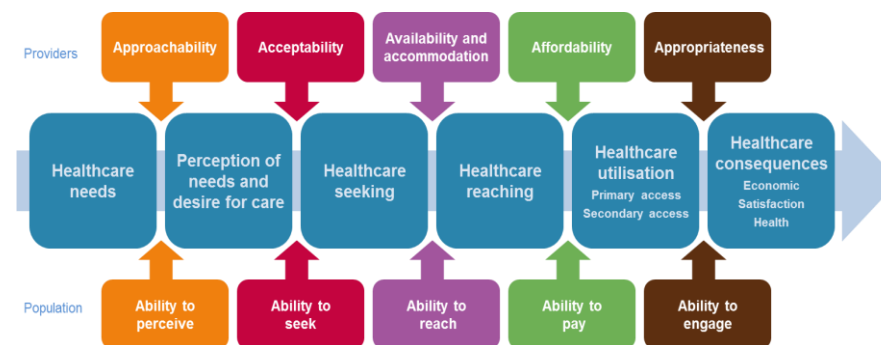 Providers
Approachability
Acceptability
Availability and
accommodation
Affordability
Appropriateness
Healthcare
needs
Perception of
needs and
desire for care
Healthcare
seeking
Healthcare
reaching
Healthcare
utilisation
Primary access
Secondary access
Healthcare
consequences
Economic
Satisfaction
Health
Population
Ability to
perceive
Ability to
seek
Ability to
reach
Ability to
pay
Ability to
engage